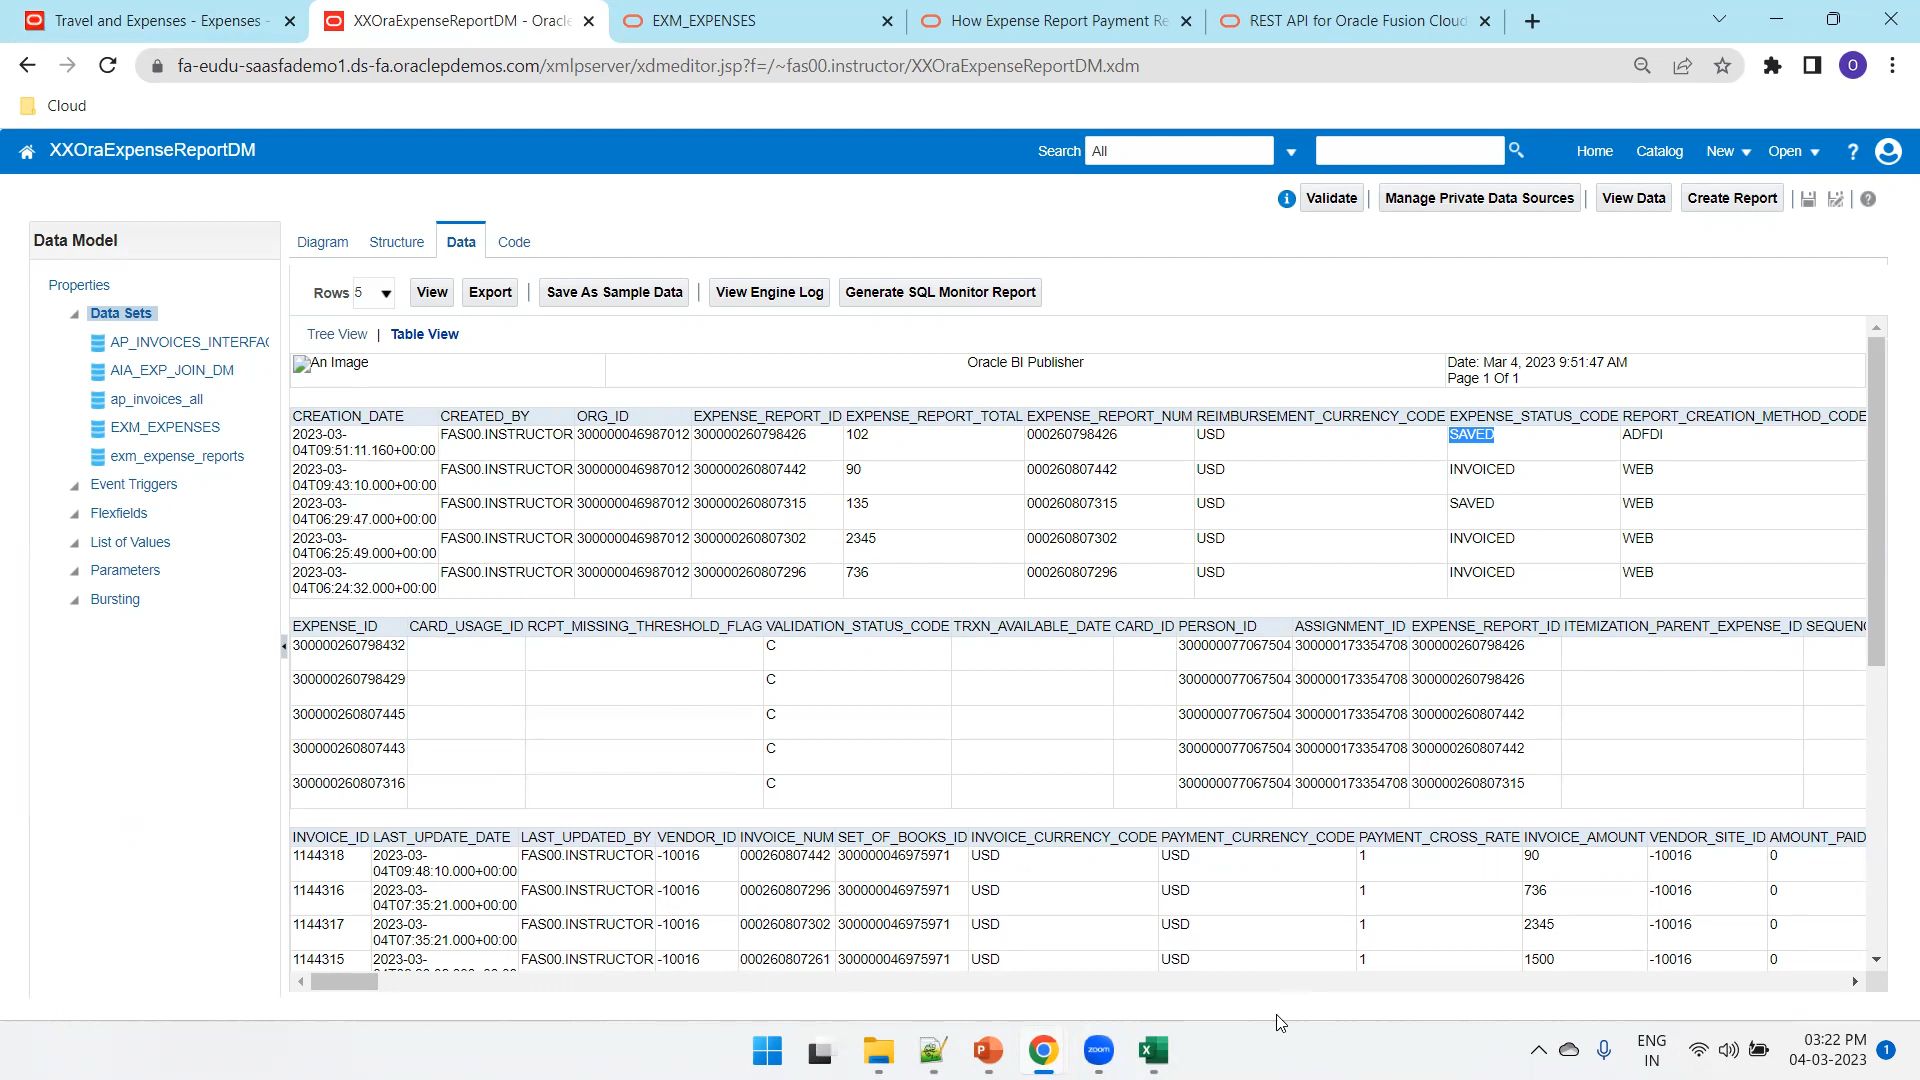 Travel and Expenses - Expenses -
XXOraExpenseReportDM - Oracle
EXM_EXPENSES
How Expense Report Payment Re
REST API for Oracle Fusion Cloud
fa-eudu-saasfademo1.ds-fa.oraclepdemos.com/xmlpserver/xdmeditor.jsp?f=/~fas00.instructor/XXOraExpenseReportDM.xdm
O
Cloud
XXOraExpenseReportDM
Search All
Home Catalog New Open ?
Validate Manage Private Data Sources View Data Create Report
Data Model
Diagram Structure Data Code
Properties
Data Sets
AP_INVOICES_INTERFAC
AIA_EXP_JOIN_DM
ap_invoices_all
EXM_EXPENSES
exm_expense_reports
Event Triggers
Flexfields
List of Values
Parameters
Bursting
Rows 5 View Export | Save As Sample Data | View Engine Log Generate SQL Monitor Report
Tree View | Table View
An Image
Oracle BI Publisher
Date: Mar 4, 2023 9:51:47 AM
Page 1 Of 1
CREATION_DATE CREATED_BY ORG_ID EXPENSE_REPORT_ID EXPENSE_REPORT_TOTAL EXPENSE_REPORT_NUM REIMBURSEMENT_CURRENCY_CODE EXPENSE_STATUS_CODE REPORT_CREATION_METHOD_CODE
2023-03-04T09:51:11.160+00:00 FAS00.INSTRUCTOR 300000046987012 300000260798426 102 000260798426 USD SAVED ADFDI
2023-03-04T09:43:10.000+00:00 FAS00.INSTRUCTOR 300000046987012 300000260807442 90 000260807442 USD INVOICED WEB
2023-03-04T06:29:47.000+00:00 FAS00.INSTRUCTOR 300000046987012 300000260807315 135 000260807315 USD SAVED WEB
2023-03-04T06:25:49.000+00:00 FAS00.INSTRUCTOR 300000046987012 300000260807302 2345 000260807302 USD INVOICED WEB
2023-03-04T06:24:32.000+00:00 FAS00.INSTRUCTOR 300000046987012 300000260807296 736 000260807296 USD INVOICED WEB
EXPENSE_ID CARD_USAGE_ID RCPT_MISSING_THRESHOLD_FLAG VALIDATION_STATUS_CODE TRXN_AVAILABLE_DATE CARD_ID PERSON_ID ASSIGNMENT_ID EXPENSE_REPORT_ID ITEMIZATION_PARENT_EXPENSE_ID SEQUENC
300000260798432 C 300000077067504 300000173354708 300000260798426
300000260798429 C 300000077067504 300000173354708 300000260798426
300000260807445 C 300000077067504 300000173354708 300000260807442
300000260807443 C 300000077067504 300000173354708 300000260807442
300000260807316 C 300000077067504 300000173354708 300000260807315
INVOICE_ID LAST_UPDATE_DATE LAST_UPDATED_BY VENDOR_ID INVOICE_NUM SET_OF_BOOKS_ID INVOICE_CURRENCY_CODE PAYMENT_CURRENCY_CODE PAYMENT_CROSS_RATE INVOICE_AMOUNT VENDOR_SITE_ID AMOUNT_PAID
1144318 2023-03-04T09:48:10.000+00:00 FAS00.INSTRUCTOR -10016 000260807442 300000046975971 USD USD 1 90 -10016 0
1144316 2023-03-04T07:35:21.000+00:00 FAS00.INSTRUCTOR -10016 000260807296 300000046975971 USD USD 1 736 -10016 0
1144317 2023-03-04T07:35:21.000+00:00 FAS00.INSTRUCTOR -10016 000260807302 300000046975971 USD USD 1 2345 -10016 0
1144315 2023-03- FAS00.INSTRUCTOR -10016 000260807261 300000046975971 USD USD 1 1500 -10016 0
zoom
ENG
IN
03:22 PM
04-03-2023
1